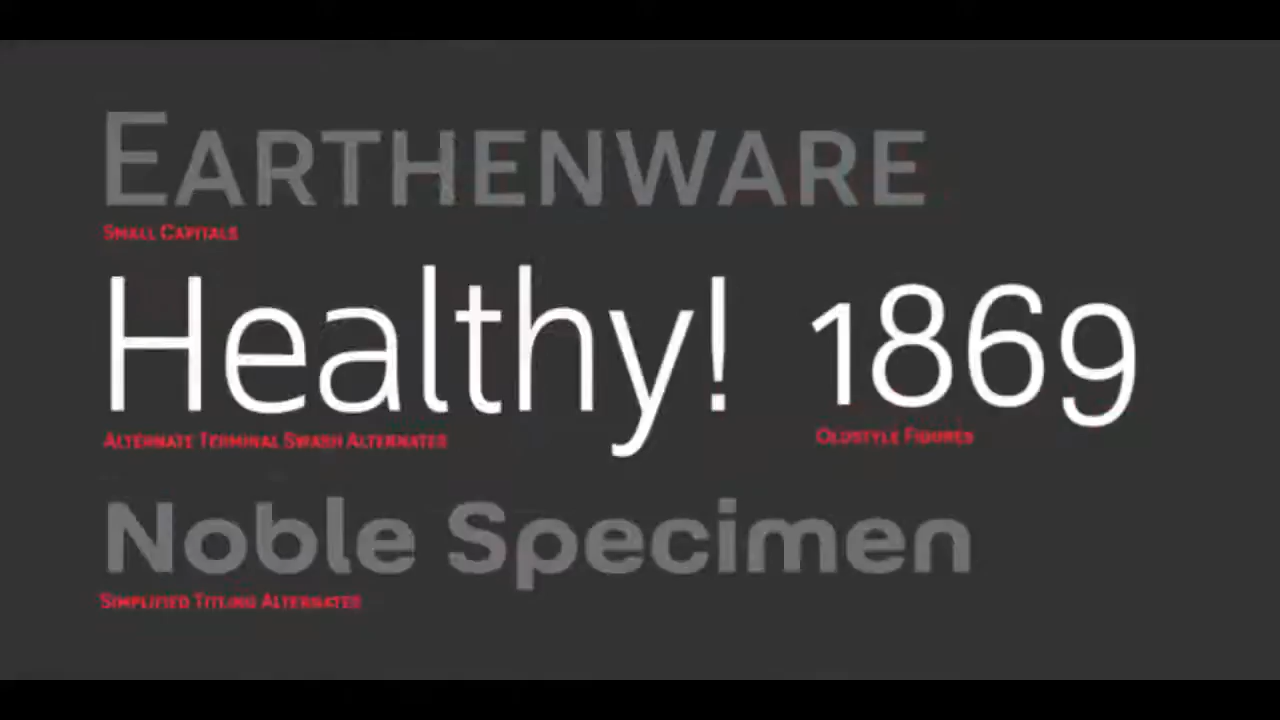 EARTHENWARE
SMALL CAPITALS
Healthy! 1869
ALTERNATE TERMINAL SWASH ALTERNATES OLDSTYLE FIGURES
Noble Specimen
SIMPLIFIED TITLING ALTERNATES